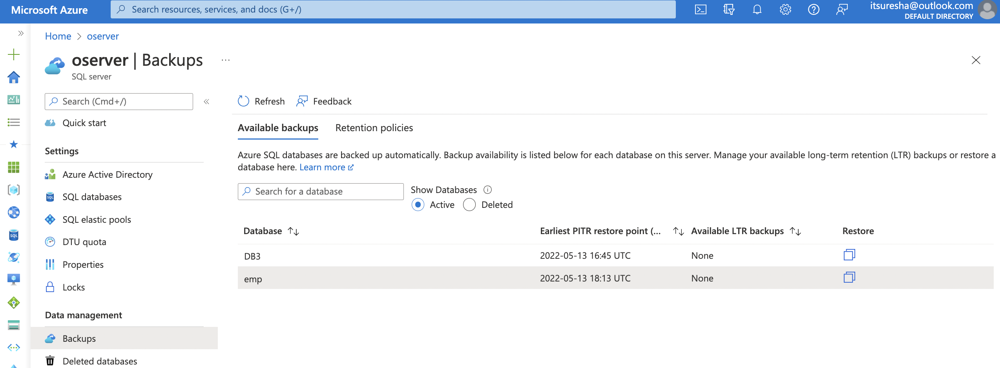 Microsoft Azure
Search resources, services, and docs (G+/)
itsuresha@outlook.com
DEFAULT DIRECTORY
Home > oserver
oserver | Backups ...
SQL server
Search (Cmd+/)
Refresh
Feedback
Quick start
Settings
Azure Active Directory
SQL databases
SQL elastic pools
DTU quota
Properties
Locks
Data management
Backups
Deleted databases
Available backups
Retention policies
Azure SQL databases are backed up automatically. Backup availability is listed below for each database on this server. Manage your available long-term retention (LTR) backups or restore a
database here. Learn more
Search for a database
Show Databases
Active
Deleted
Database
Earliest PITR restore point (...
Available LTR backups
Restore
DB3
2022-05-13 16:45 UTC
None
emp
2022-05-13 18:13 UTC
None